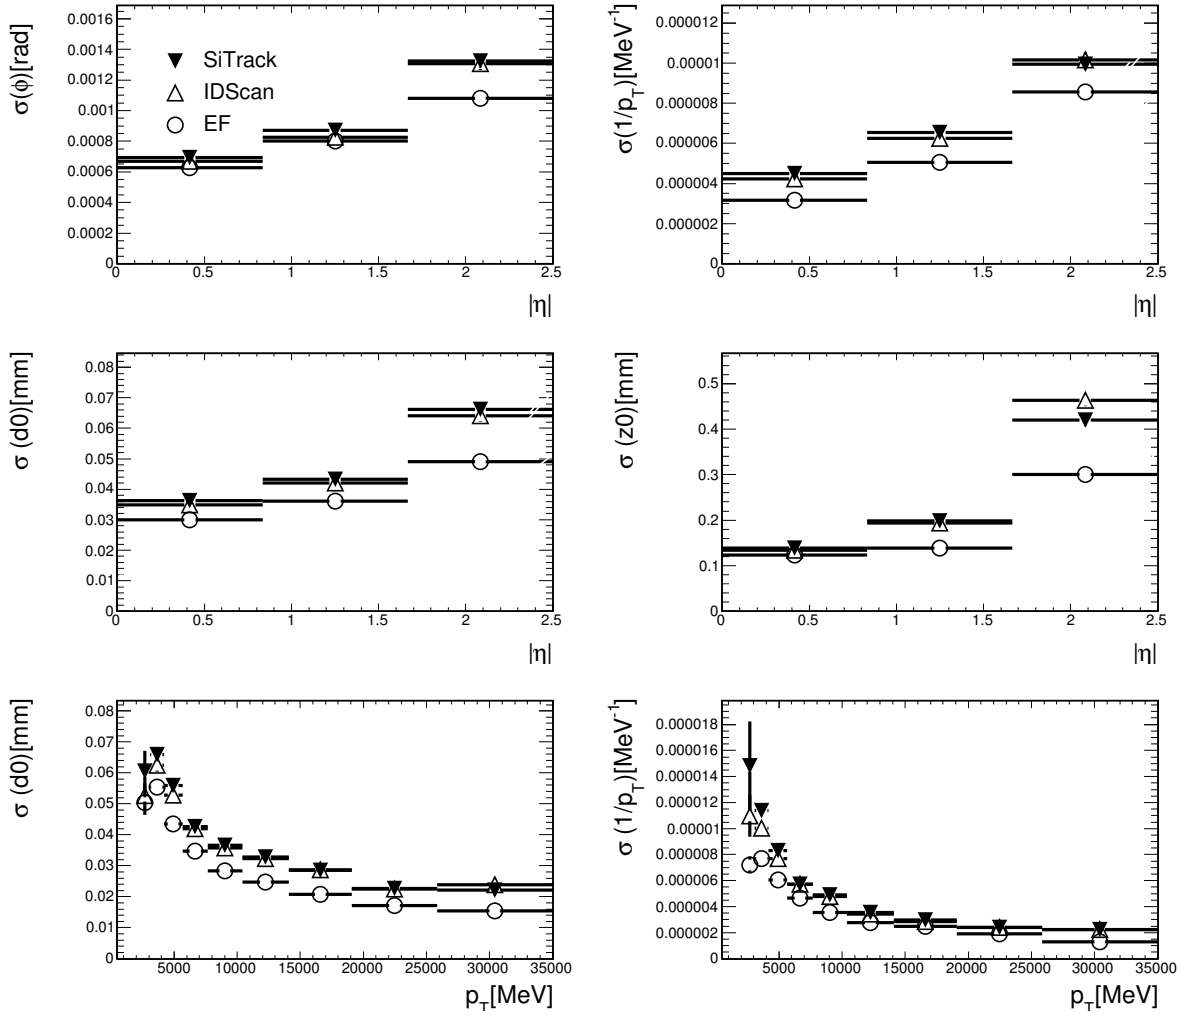 σ(ϕ)[rad]
0.0016
0.0014
0.0012
0.001
0.0008
0.0006
0.0004
0.0002
0
SiTrack
IDScan
EF
0 0.5 1 1.5 2 2.5
|η|
σ(1/pT)[MeV-1]
0.000012
0.00001
0.000008
0.000006
0.000004
0.000002
0
0 0.5 1 1.5 2 2.5
|η|
σ (d0)[mm]
0.08
0.07
0.06
0.05
0.04
0.03
0.02
0.01
0
0 0.5 1 1.5 2 2.5
|η|
σ (z0)[mm]
0.5
0.4
0.3
0.2
0.1
0
0 0.5 1 1.5 2 2.5
|η|
σ (d0)[mm]
0.08
0.07
0.06
0.05
0.04
0.03
0.02
0.01
0
5000 10000 15000 20000 25000 30000 35000
pT[MeV]
σ (1/pT)[MeV-1]
0.000018
0.000016
0.000014
0.000012
0.00001
0.000008
0.000006
0.000004
0.000002
0
5000 10000 15000 20000 25000 30000 35000
pT[MeV]